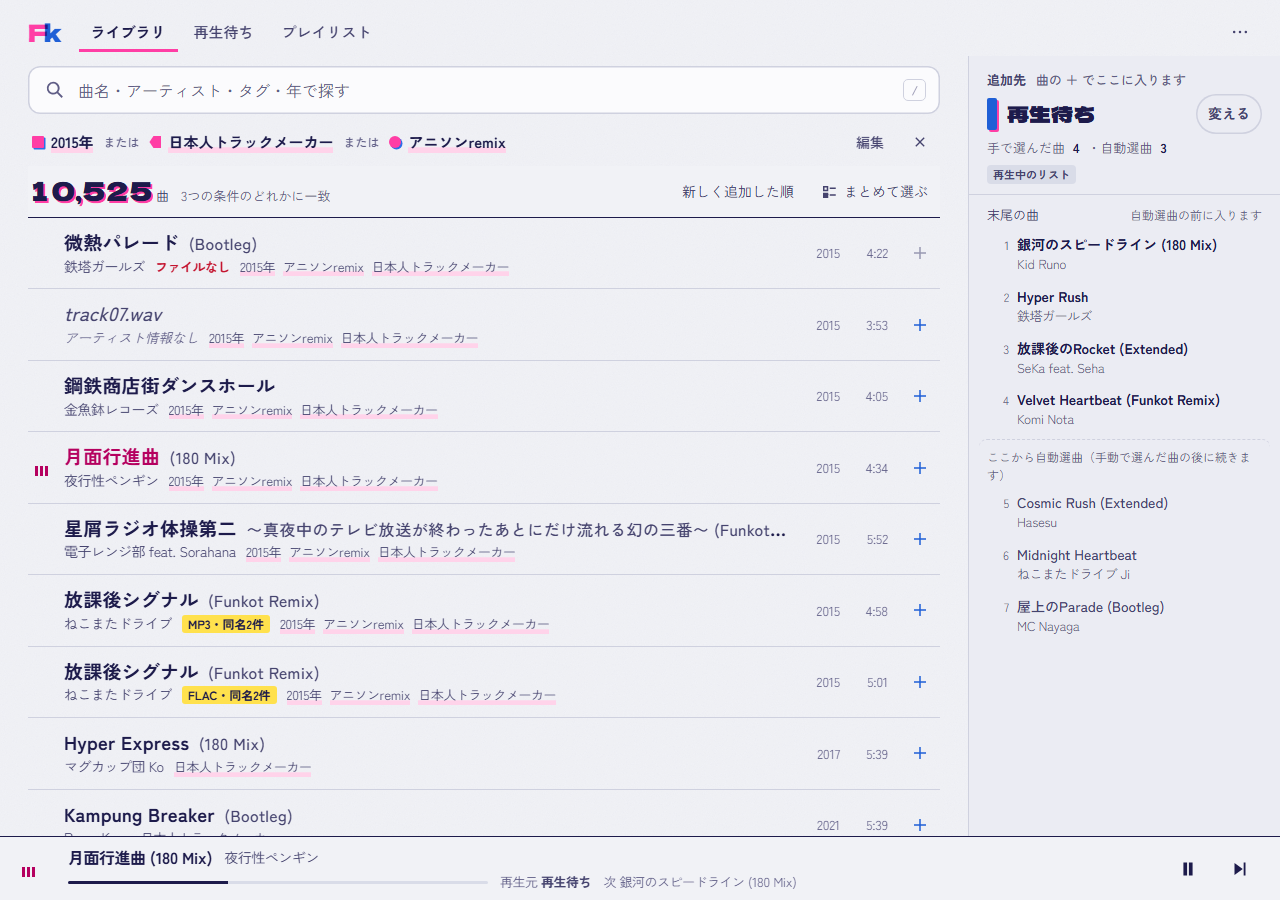 Fk ライブラリ 再生待ち プレイリスト …
曲名・アーティスト・タグ・年で探す /
2015年 または 日本人トラックメーカー または アニソンremix 編集 ×
10,525 曲 3つの条件のどれかに一致 新しく追加した順 まとめて選ぶ
微熱パレード (Bootleg)
鉄塔ガールズ ファイルなし 2015年 アニソンremix 日本人トラックメーカー 2015 4:22 +
track07.wav
アーティスト情報なし 2015年 アニソンremix 日本人トラックメーカー 2015 3:53 +
鋼鉄商店街ダンスホール
金魚鉢レコーズ 2015年 アニソンremix 日本人トラックメーカー 2015 4:05 +
月面行進曲 (180 Mix)
夜行性ペンギン 2015年 アニソンremix 日本人トラックメーカー 2015 4:34 +
星屑ラジオ体操第二 〜真夜中のテレビ放送が終わったあとにだけ流れる幻の三番〜 (Funkot…
電子レンジ部 feat. Sorahana 2015年 アニソンremix 日本人トラックメーカー 2015 5:52 +
放課後シグナル (Funkot Remix)
ねこまたドライブ MP3・同名2件 2015年 アニソンremix 日本人トラックメーカー 2015 4:58 +
放課後シグナル (Funkot Remix)
ねこまたドライブ FLAC・同名2件 2015年 アニソンremix 日本人トラックメーカー 2015 5:01 +
Hyper Express (180 Mix)
マグカップ団 Ko 日本人トラックメーカー 2017 5:39 +
Kampung Breaker (Bootleg)
2021 5:39 +
追加先 曲の + でここに入ります
再生待ち 変える
手で選んだ曲 4 ・自動選曲 3
再生中のリスト
末尾の曲 自動選曲の前に入ります
1 銀河のスピードライン (180 Mix)
Kid Runo
2 Hyper Rush
鉄塔ガールズ
3 放課後のRocket (Extended)
SeKa feat. Seha
4 Velvet Heartbeat (Funkot Remix)
Komi Nota
ここから自動選曲（手動で選んだ曲の後に続きま
す）
5 Cosmic Rush (Extended)
Hasesu
6 Midnight Heartbeat
ねこまたドライブ Ji
7 屋上のParade (Bootleg)
MC Nayaga
月面行進曲 (180 Mix) 夜行性ペンギン
再生元 再生待ち 次 銀河のスピードライン (180 Mix)